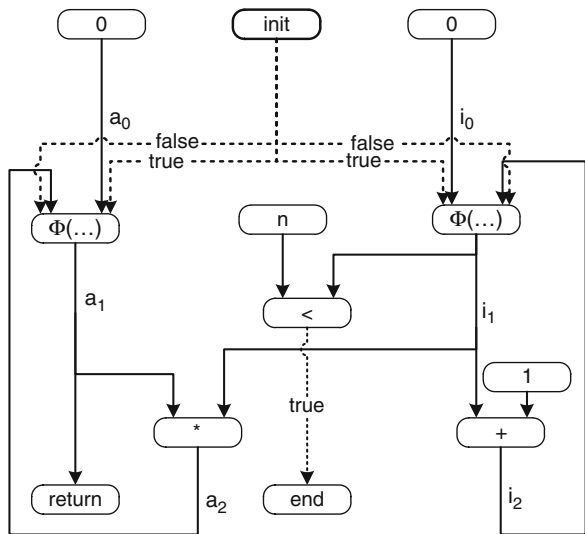 0
init
0
a0
i0
false
false
true
true
Φ(...)
n
Φ(...)
a1
<
i1
1
true
*
+
return
a2
end
i2